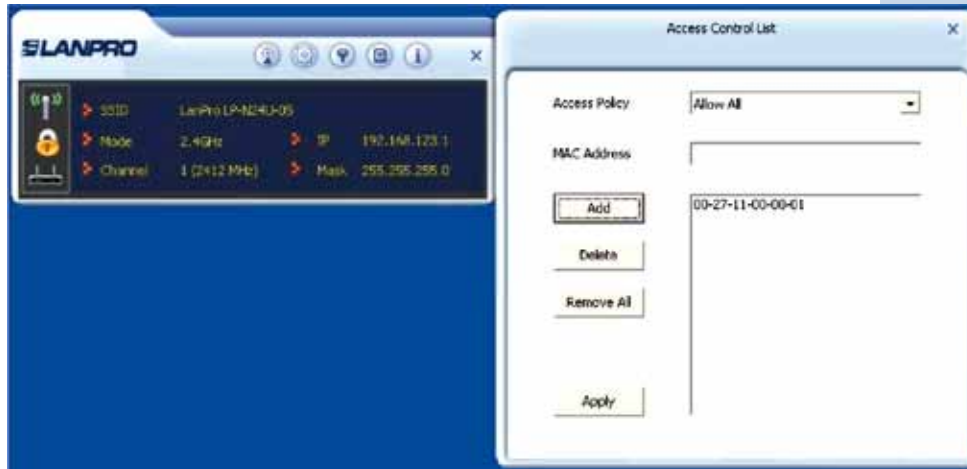 LANPRO
SSID LanPro LP-N24U-05
Mode 2.4GHz IP 192.168.123.1
Channel 1 (2412 MHz) Mask 255.255.255.0
Access Control List
Access Policy Allow All
MAC Address
Add 00-27-11-00-00-01
Delete
Remove All
Apply